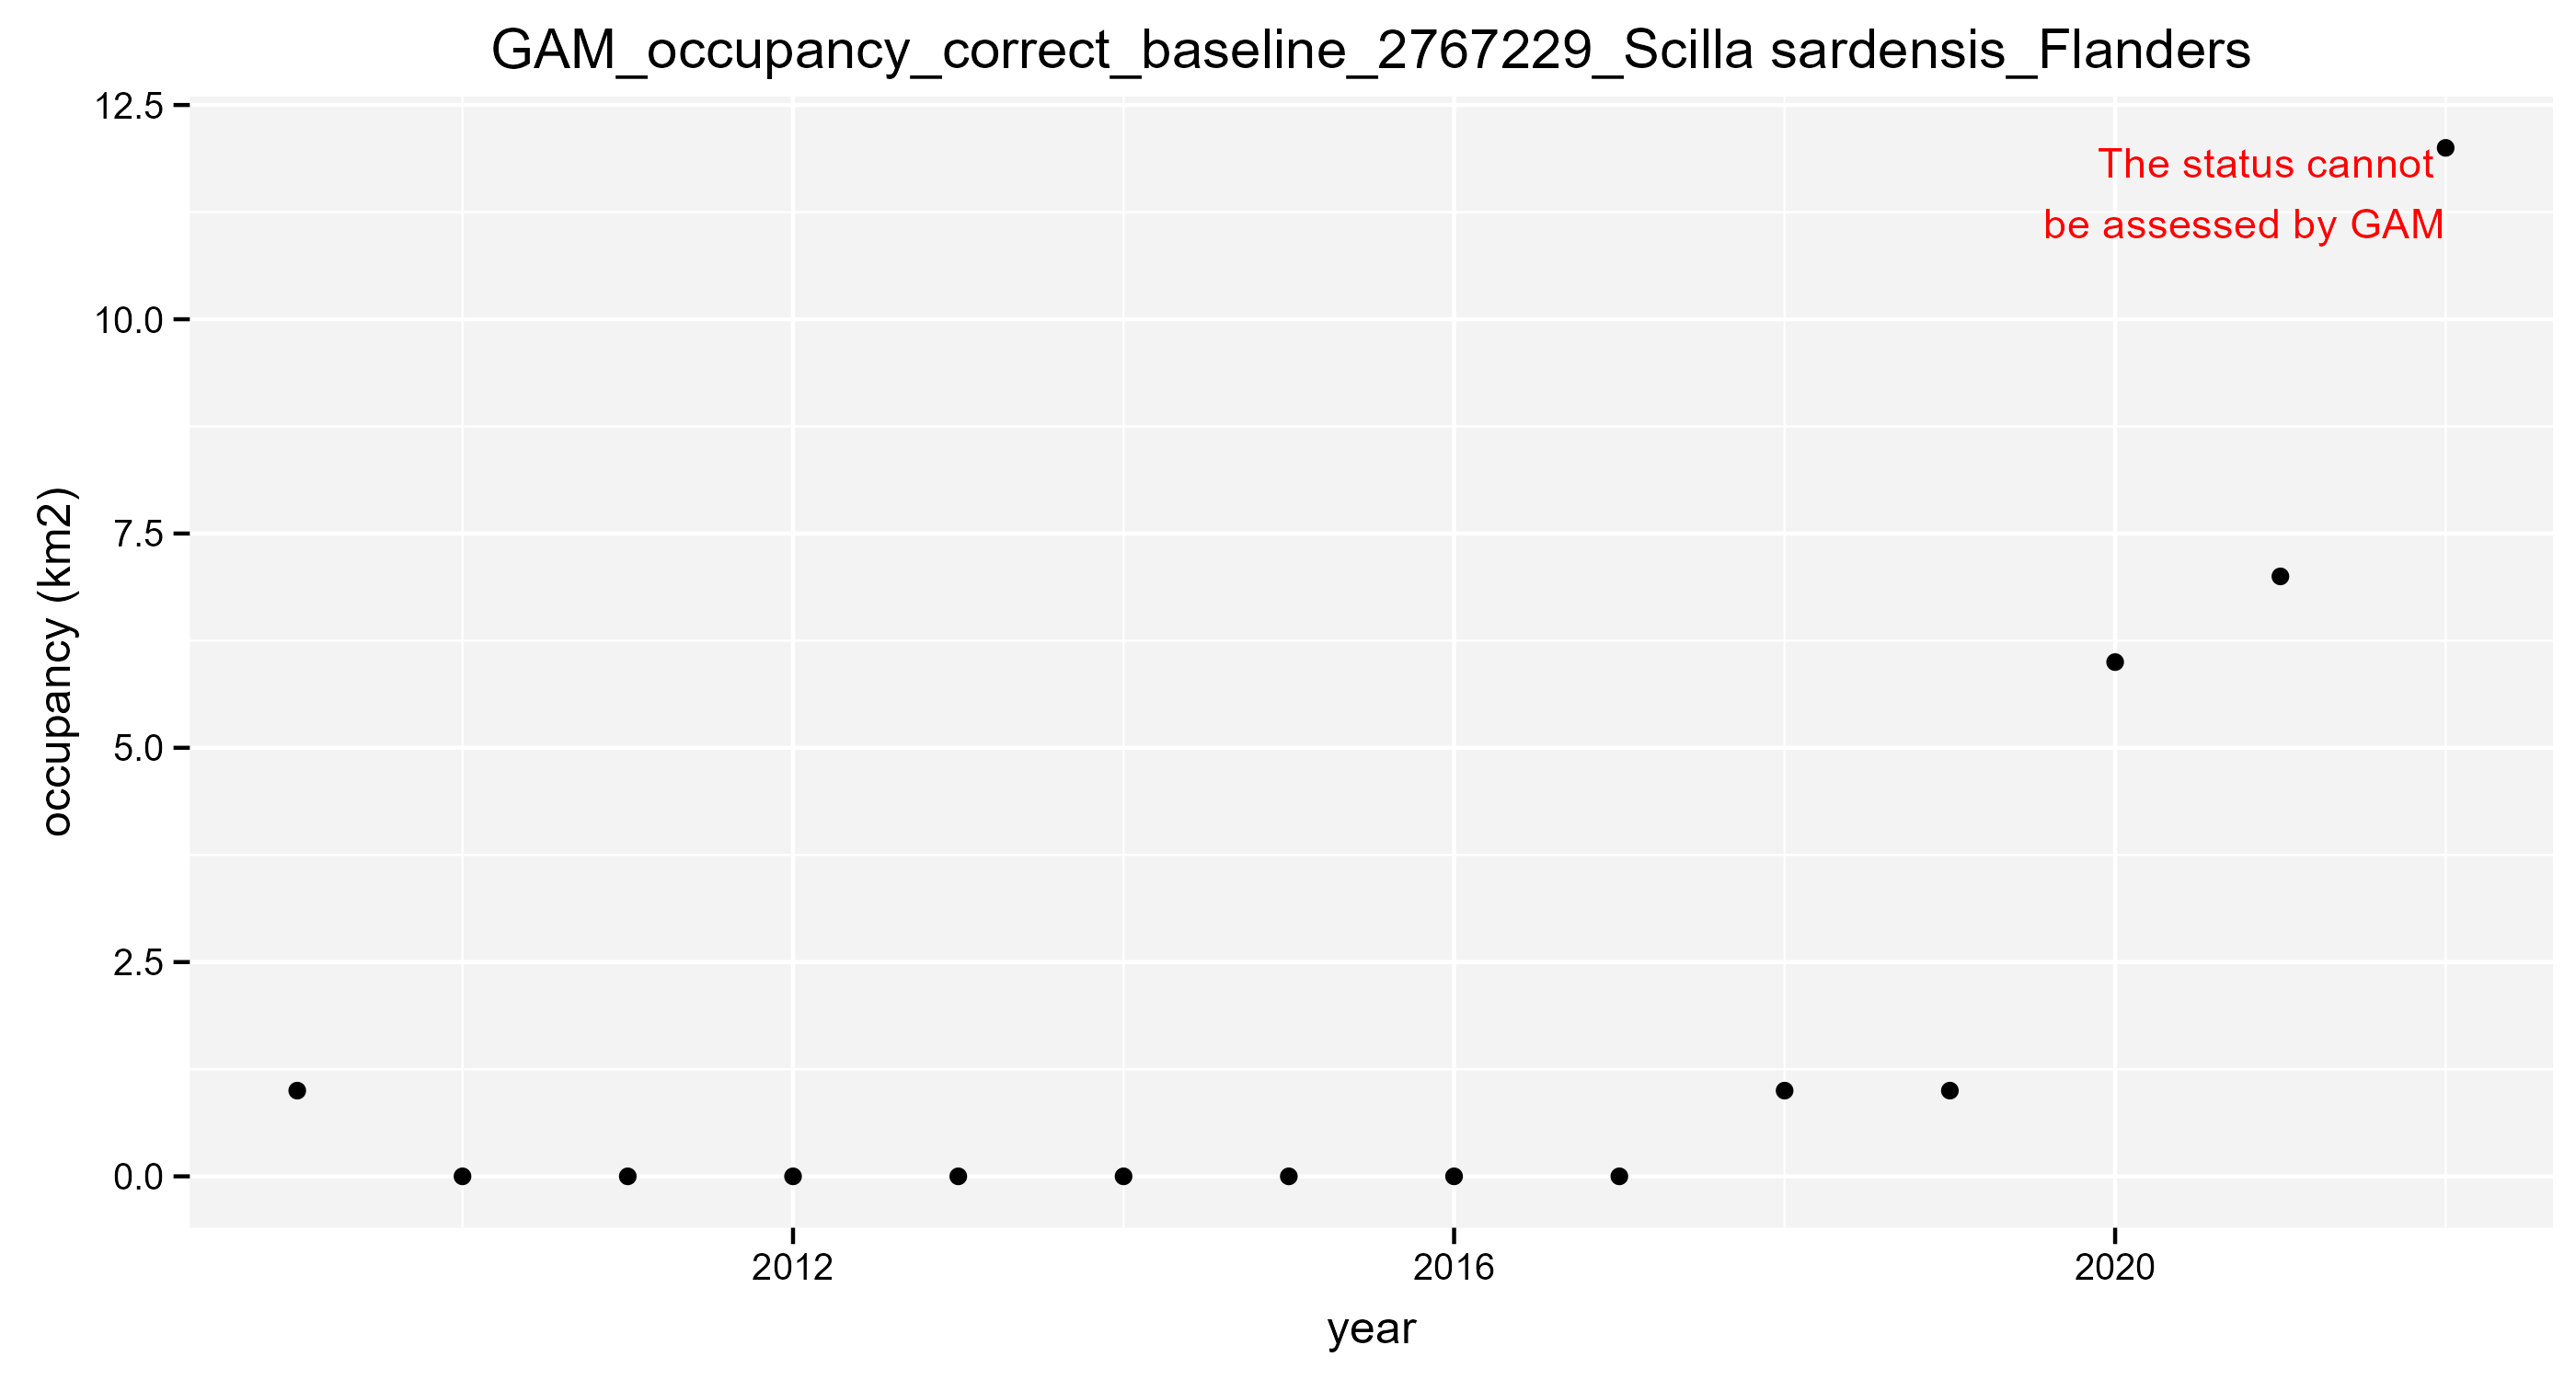 GAM_occupancy_correct_baseline_2767229_Scilla sardensis_Flanders
12.5
The status cannot
be assessed by GAM
10.0
7.5
occupancy (km2)
5.0
2.5
0.0
2012
2016
2020
year